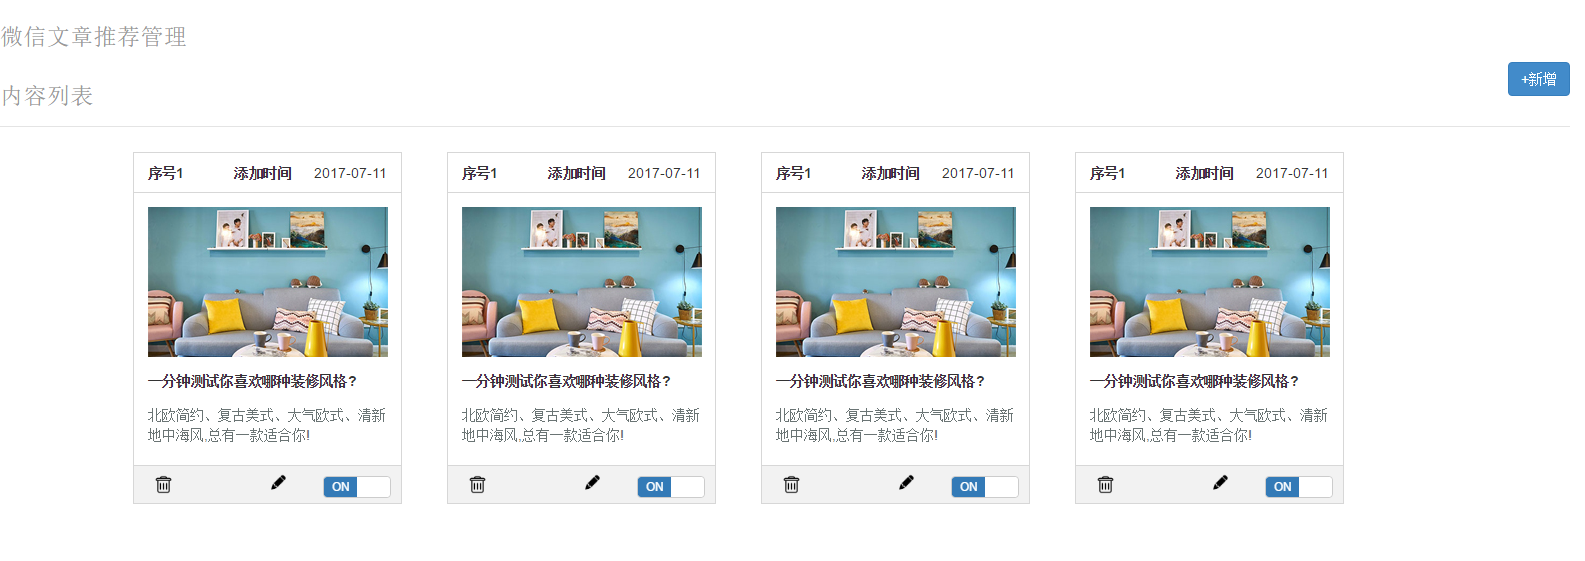 微信文章推荐管理
内容列表
+新增
序号1 添加时间 2017-07-11
一分钟测试你喜欢哪种装修风格?
北欧简约、复古美式、大气欧式、清新
地中海风,总有一款适合你!
ON
序号1 添加时间 2017-07-11
一分钟测试你喜欢哪种装修风格?
北欧简约、复古美式、大气欧式、清新
地中海风,总有一款适合你!
ON
序号1 添加时间 2017-07-11
一分钟测试你喜欢哪种装修风格?
北欧简约、复古美式、大气欧式、清新
地中海风,总有一款适合你!
ON
序号1 添加时间 2017-07-11
一分钟测试你喜欢哪种装修风格?
北欧简约、复古美式、大气欧式、清新
地中海风,总有一款适合你!
ON